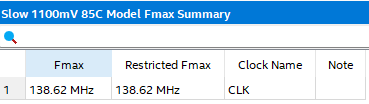 Slow 1100mV 85C Model Fmax Summary
Fmax Restricted Fmax Clock Name Note
1 138.62 MHz 138.62 MHz CLK